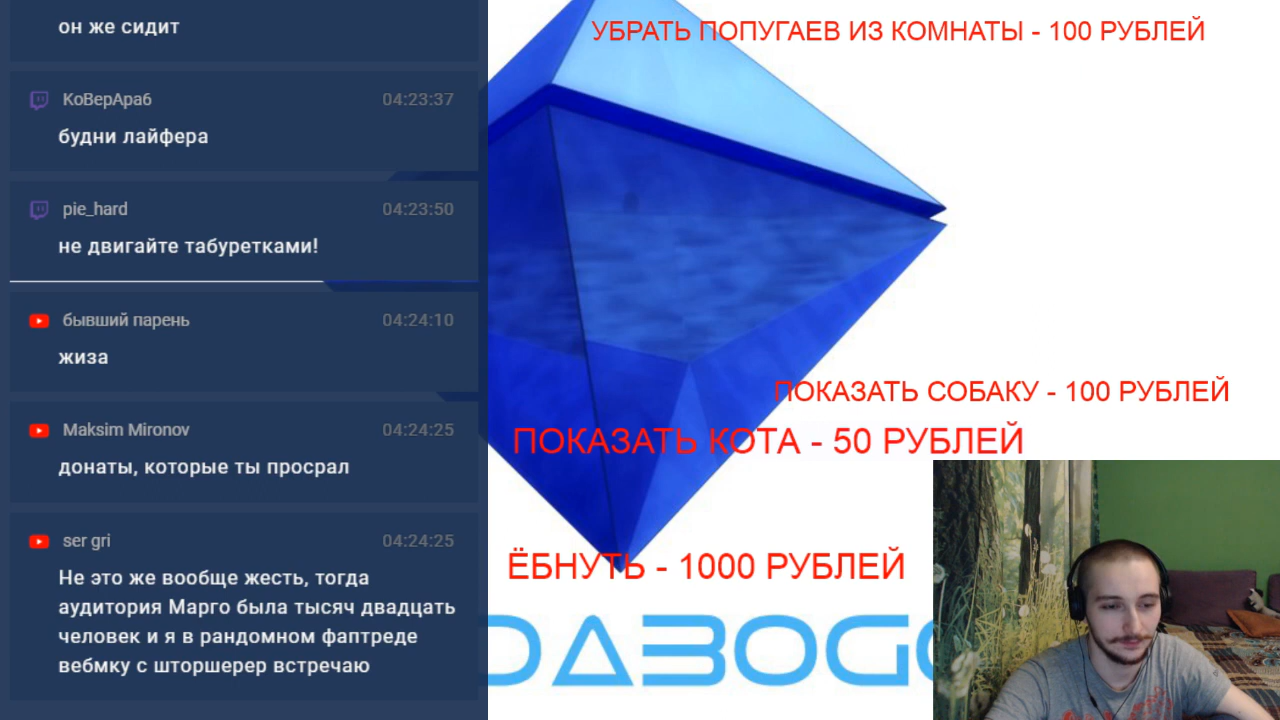 он же сидит
KoBepApa6
04:23:37
будни лайфера
pie_hard
04:23:50
не двигайте табуретками!
бывший парень
04:24:10
жиза
Maksim Mironov
04:24:25
донаты, которые ты просрал
ser gri
04:24:25
Не это же вообще жесть, тогда
аудитория Марго была тысяч двадцать
человек и я в рандомном фаптреде
вебмку с шторшерер встречаю
УБРАТЬ ПОПУГАЕВ ИЗ КОМНАТЫ - 100 РУБЛЕЙ
ПОКАЗАТЬ СОБАКУ - 100 РУБЛЕЙ
ПОКАЗАТЬ КОТА - 50 РУБЛЕЙ
ЁБНУТЬ - 1000 РУБЛЕЙ